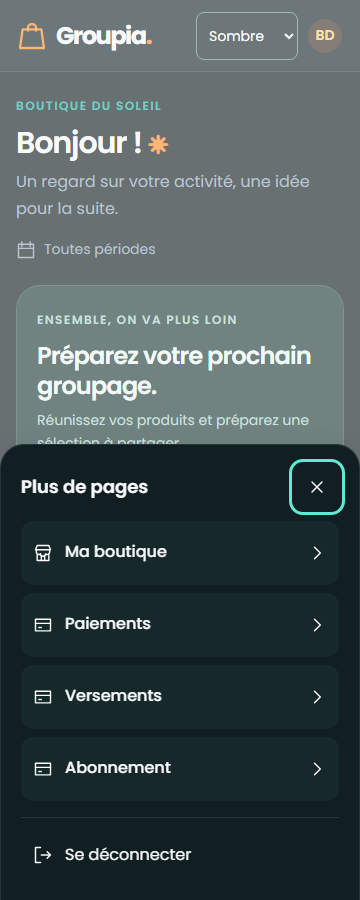 Groupia.
Sombre
BD
BOUTIQUE DU SOLEIL
Bonjour !
Un regard sur votre activité, une idée
pour la suite.
Toutes périodes
ENSEMBLE, ON VA PLUS LOIN
Préparez votre prochain
groupage.
Réunissez vos produits et préparez une
sélection à partager
Plus de pages
Ma boutique
Paiements
Versements
Abonnement
Se déconnecter